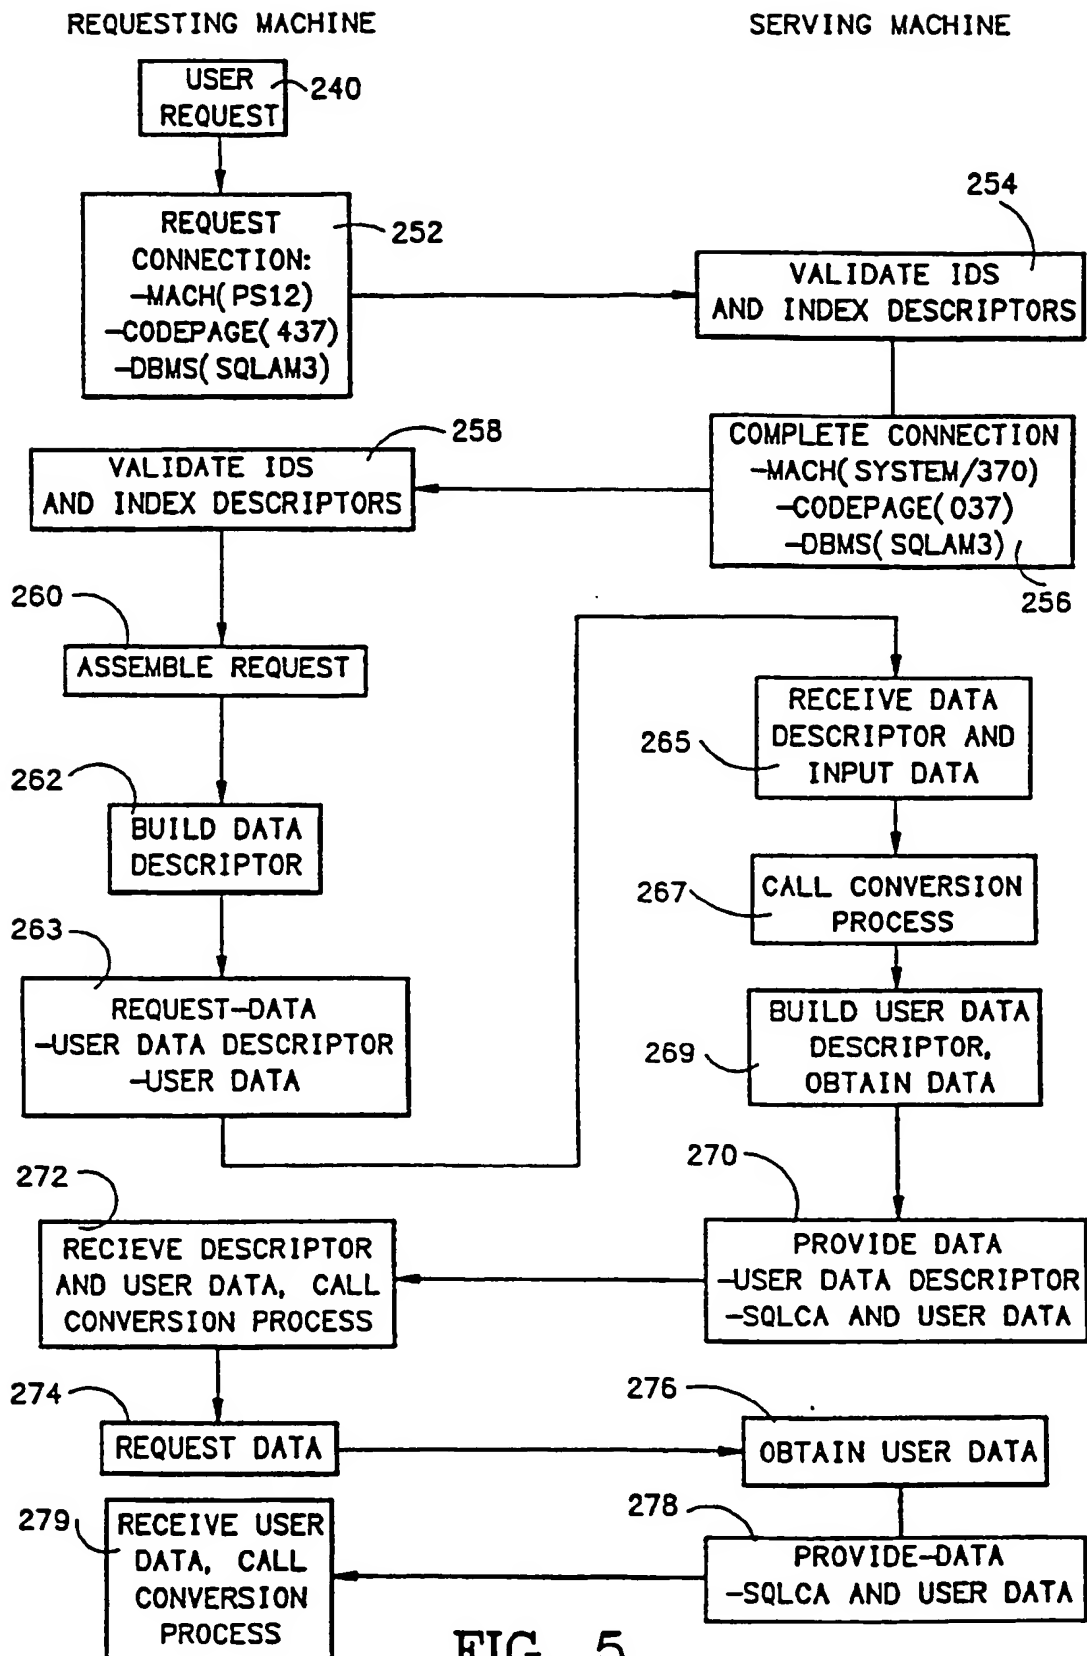 REQUESTING MACHINE
SERVING MACHINE
USER
REQUEST
240
REQUEST
CONNECTION:
-MACH(PS12)
-CODEPAGE(437)
-DBMS(SQLAM3)
252
254
VALIDATE IDS
AND INDEX DESCRIPTORS
COMPLETE CONNECTION
-MACH(SYSTEM/370)
-CODEPAGE(037)
-DBMS(SQLAM3)
256
258
VALIDATE IDS
AND INDEX DESCRIPTORS
260
ASSEMBLE REQUEST
262
BUILD DATA
DESCRIPTOR
263
REQUEST-DATA
-USER DATA DESCRIPTOR
-USER DATA
265
RECEIVE DATA
DESCRIPTOR AND
INPUT DATA
267
CALL CONVERSION
PROCESS
269
BUILD USER DATA
DESCRIPTOR,
OBTAIN DATA
270
PROVIDE DATA
-USER DATA DESCRIPTOR
-SQLCA AND USER DATA
272
RECIEVE DESCRIPTOR
AND USER DATA, CALL
CONVERSION PROCESS
274
REQUEST DATA
276
OBTAIN USER DATA
278
PROVIDE-DATA
-SQLCA AND USER DATA
279
RECEIVE USER
DATA, CALL
CONVERSION
PROCESS
FIG. 5